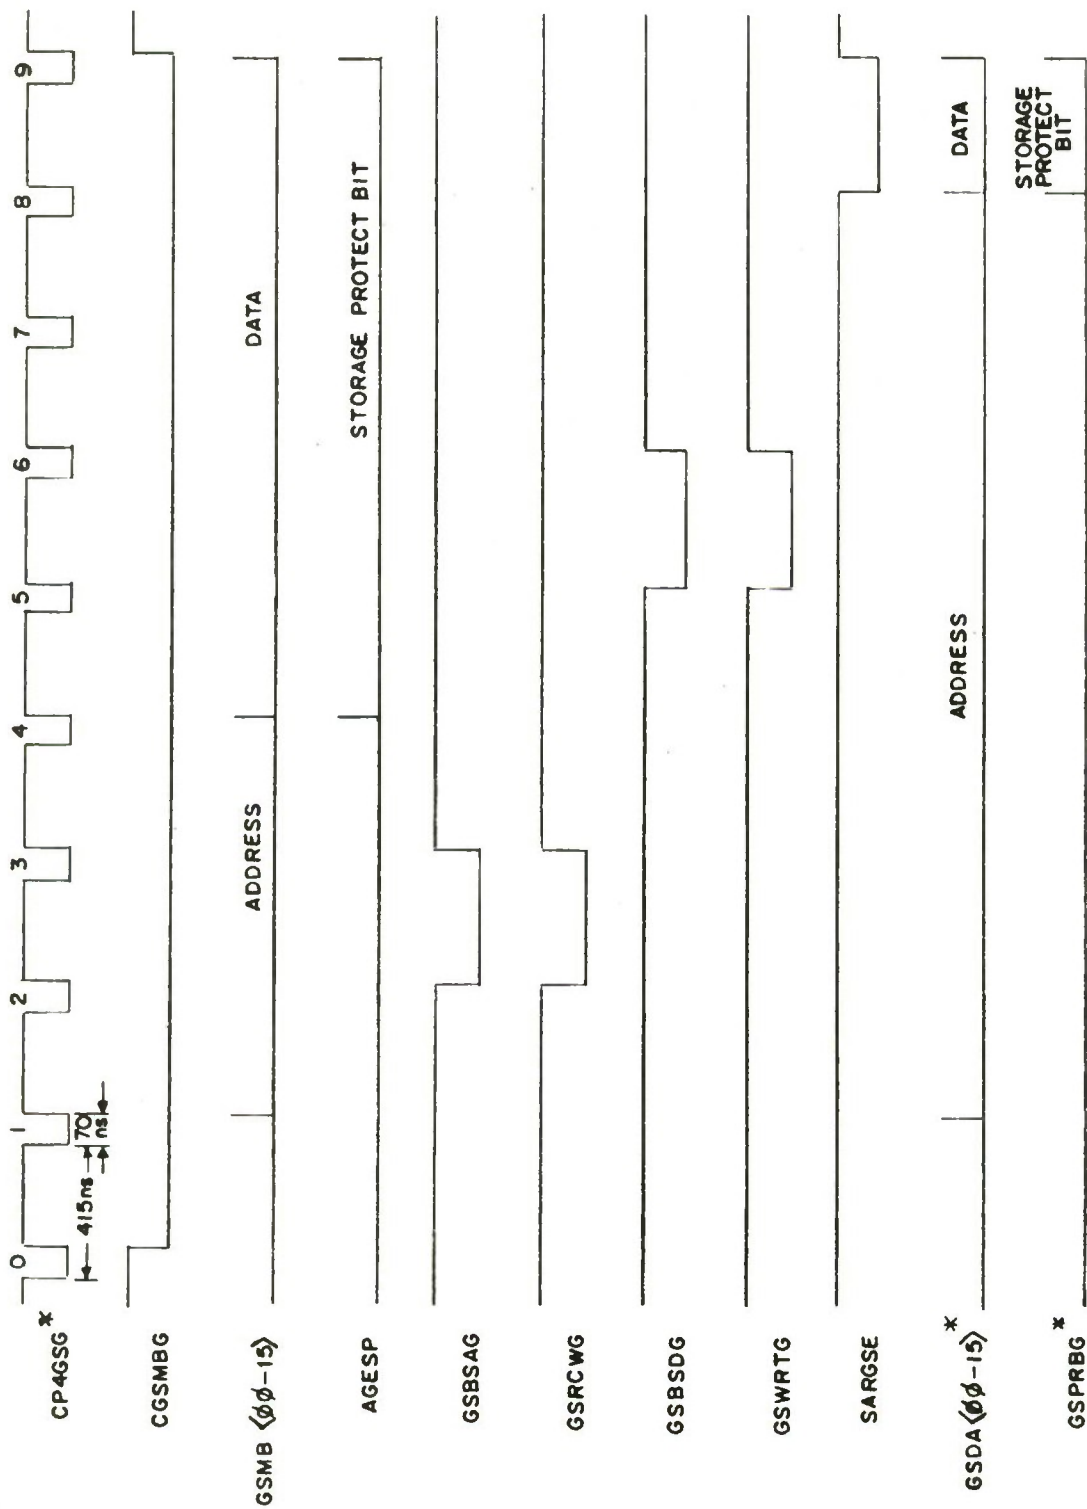 CP4GSG*
0 1 2 3 4 5 6 7 8 9
415ns
70
ns
CGSMBG
GSMB ⟨ØØ-15⟩
ADDRESS
DATA
AGESP
STORAGE PROTECT BIT
GSBSAG
GSRCWG
GSBSDG
GSWRTG
SARGSE
GSDA ⟨ØØ-15⟩*
ADDRESS
DATA
GSPRBG*
STORAGE
PROTECT
BIT